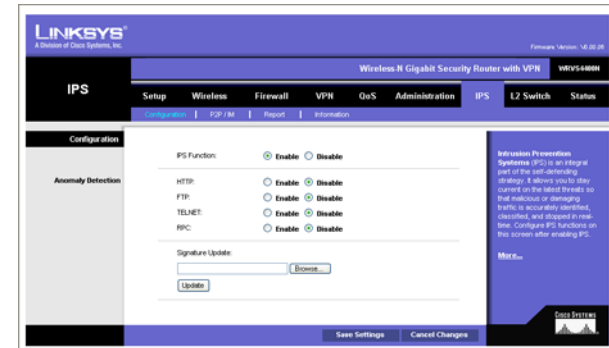 LINKSYS®
A Division of Cisco Systems, Inc.
Firmware Version: V0.00.05
Wireless-N Gigabit Security Router with VPN WRVS4400N
IPS
Setup Wireless Firewall VPN QoS Administration IPS L2 Switch Status
Configuration | P2P / IM | Report | Information
Configuration
IPS Function: Enable Disable
Anomaly Detection
HTTP: Enable Disable
FTP: Enable Disable
TELNET: Enable Disable
RPC: Enable Disable
Signature Update:
Browse...
Update
Intrusion Prevention
Systems (IPS) is an integral
part of the self-defending
strategy. It allows you to stay
current on the latest threats so
that malicious or damaging
traffic is accurately identified,
classified, and stopped in real-
time. Configure IPS functions on
this screen after enabling IPS.
More...
Save Settings Cancel Changes
CISCO SYSTEMS